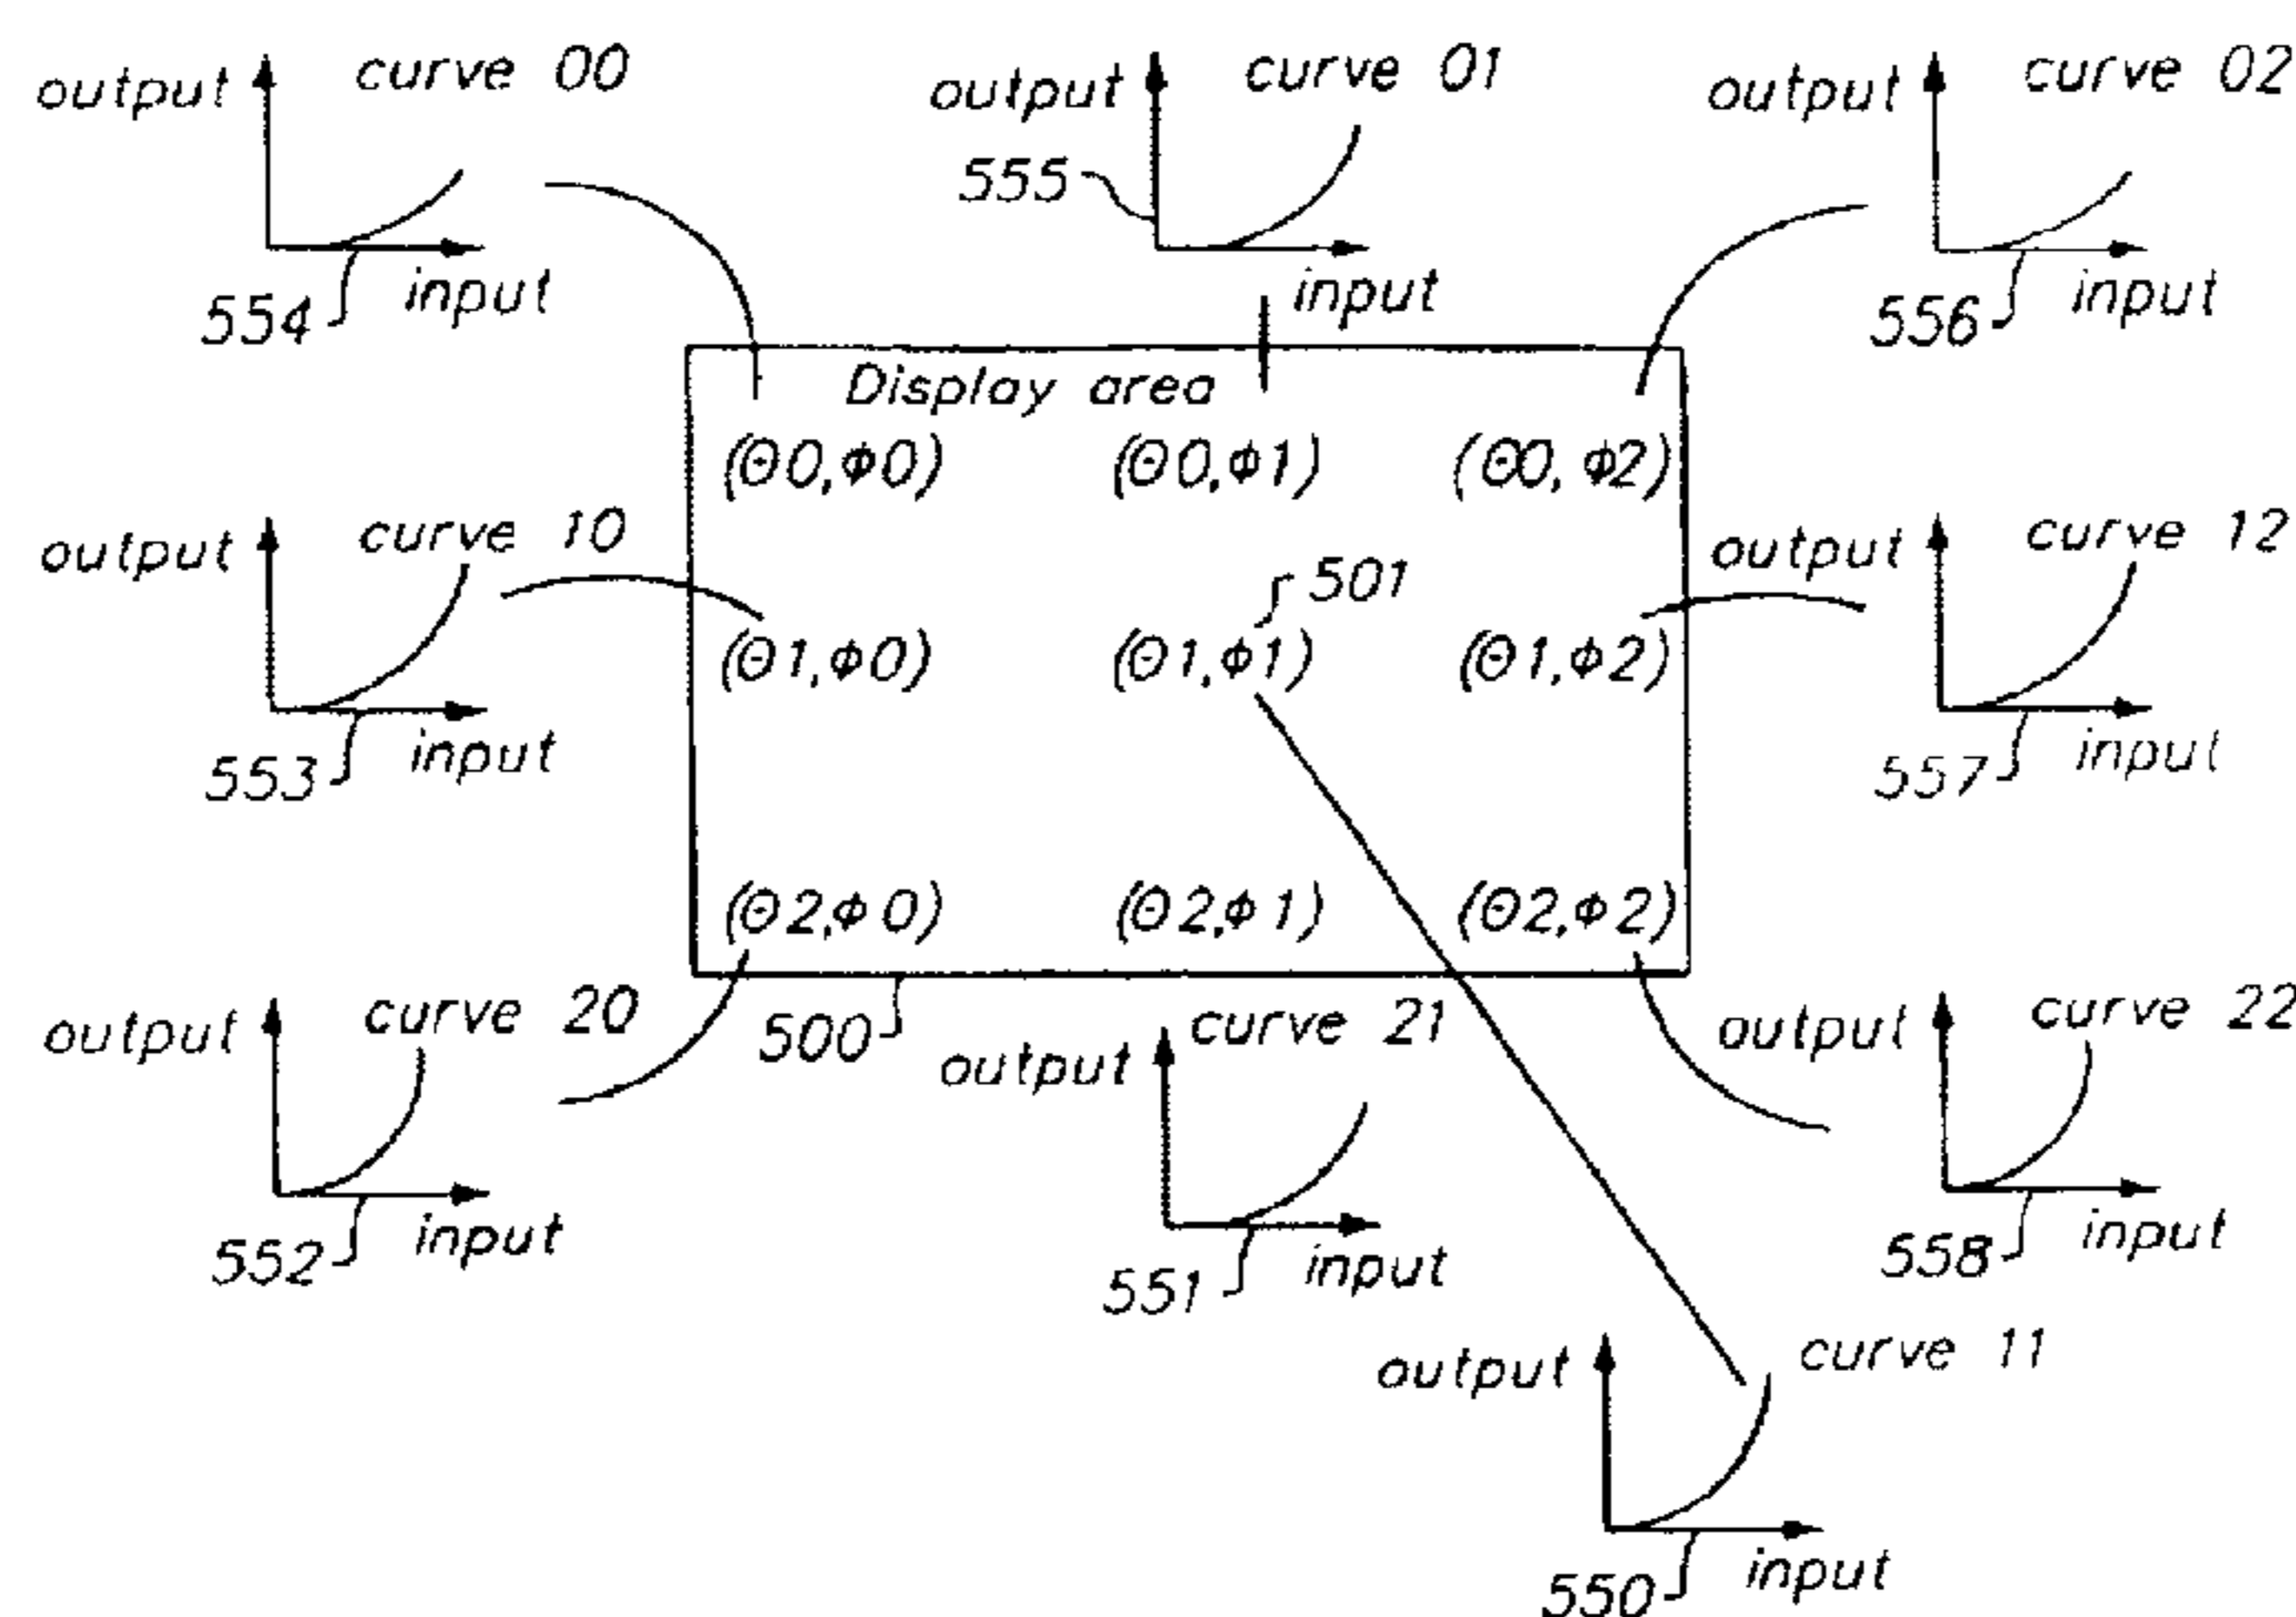 output
curve 00
input
554
output
curve 01
555
input
output
curve 02
input
556
Display area
(Θ0,Φ0)
(Θ0,Φ1)
(Θ0,Φ2)
output
curve 10
input
553
501
(Θ1,Φ0)
(Θ1,Φ1)
(Θ1,Φ2)
output
curve 12
input
557
(Θ2,Φ0)
(Θ2,Φ1)
(Θ2,Φ2)
500
output
curve 20
input
552
output
curve 21
input
551
output
curve 22
input
558
output
curve 11
input
550